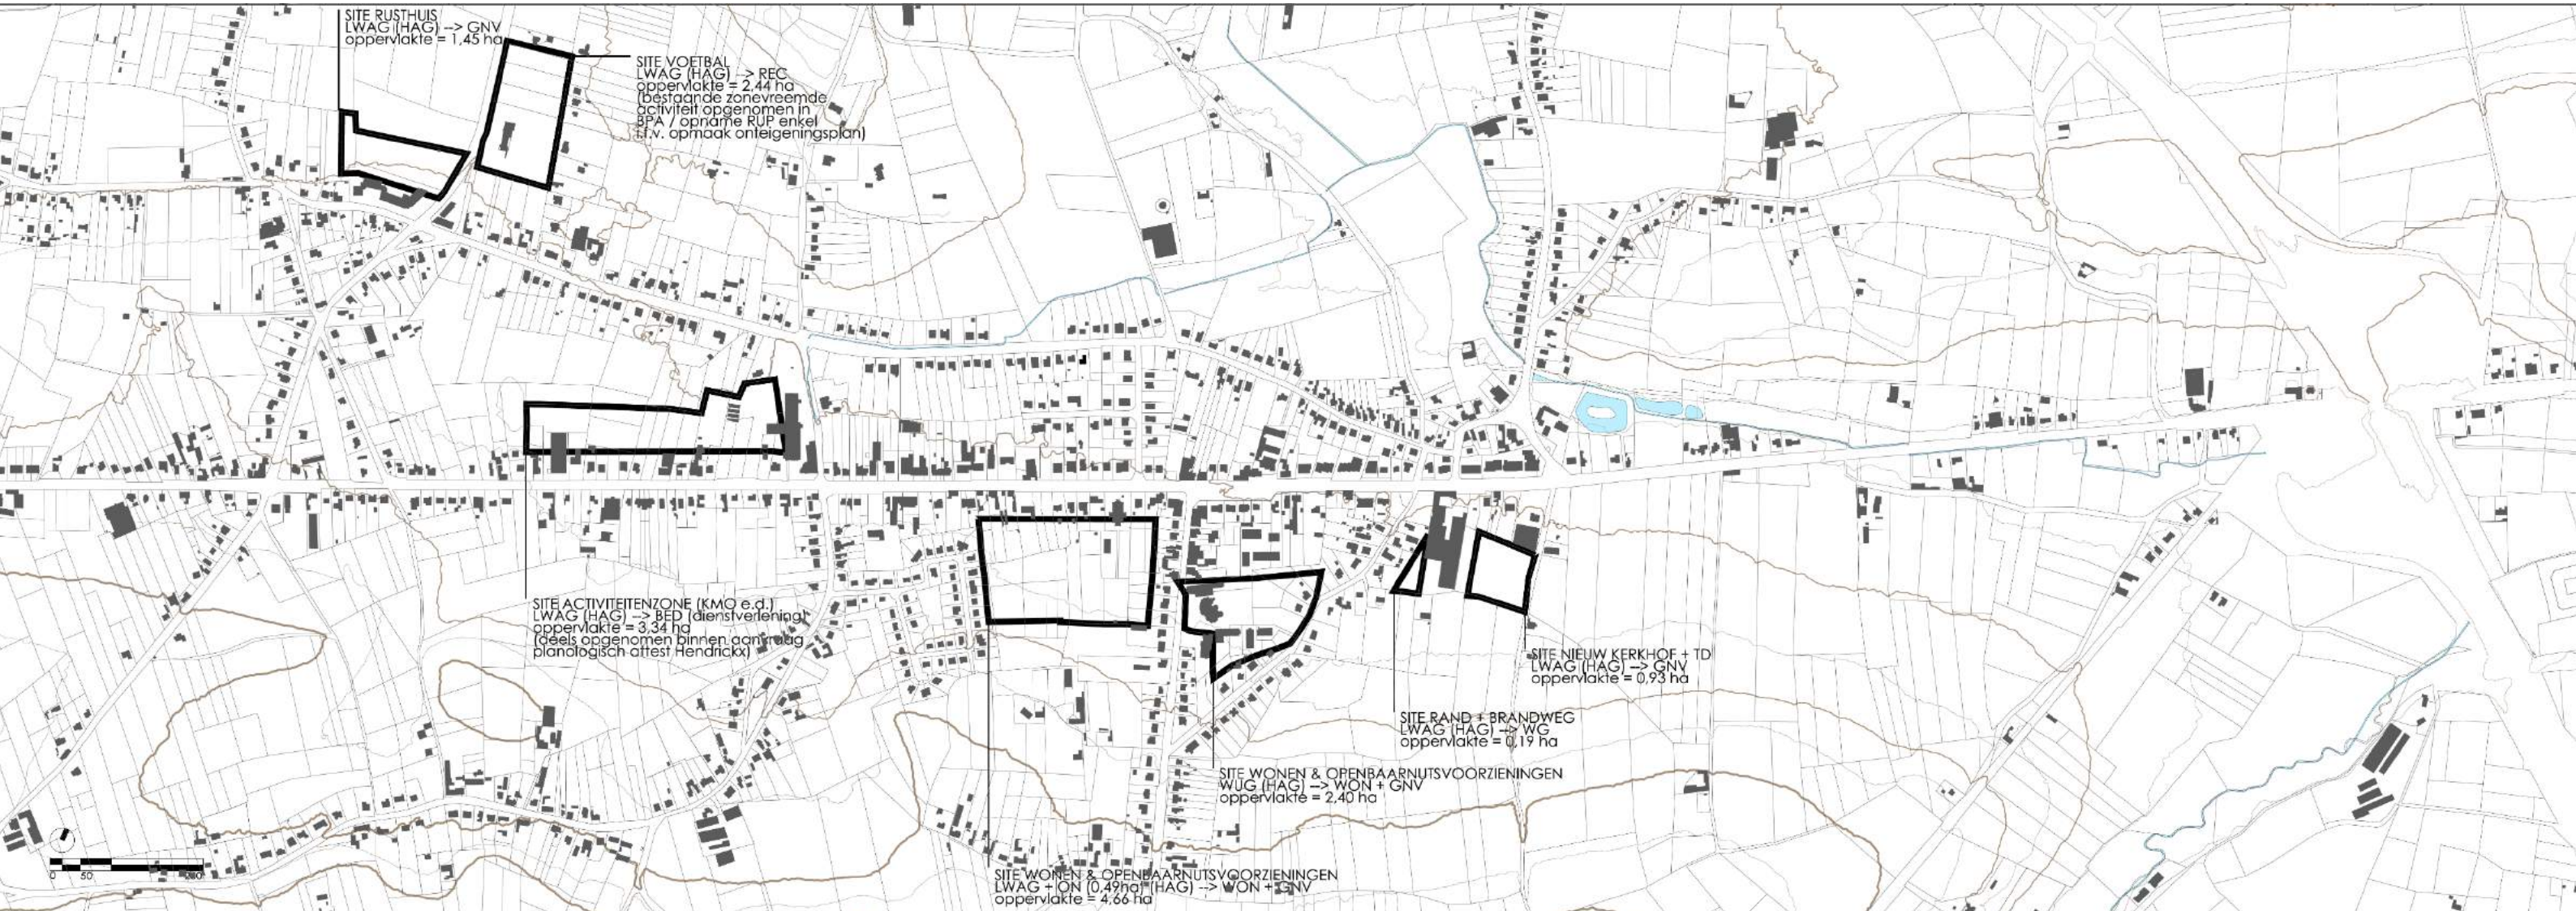 SITE RUSTHUIS
LWAG (HAG) --> GNV
oppervlakte = 1,45 ha
SITE VOETBAL
LWAG (HAG) --> REC
oppervlakte = 2,44 ha
(bestaande zonevreemde
activiteit opgenomen in
BPA / opname RUP enkel
i.f.v. opmaak onteigeningsplan)
SITE ACTIVITEITENZONE (KMO e.d.)
LWAG (HAG) --> BED (dienstverlening)
oppervlakte = 3,34 ha
(deels opgenomen binnen aanvraag
planologisch attest Hendrickx)
SITE NIEUW KERKHOF + TD
LWAG (HAG) --> GNV
oppervlakte = 0,93 ha
SITE RAND + BRANDWEG
LWAG (HAG) --> WG
oppervlakte = 0,19 ha
SITE WONEN & OPENBAARNUTSVOORZIENINGEN
WUG (HAG) --> WON + GNV
oppervlakte = 2,40 ha
SITE WONEN & OPENBAARNUTSVOORZIENINGEN
LWAG + ON (0,49ha) (HAG) --> WON + GNV
oppervlakte = 4,66 ha
0 50